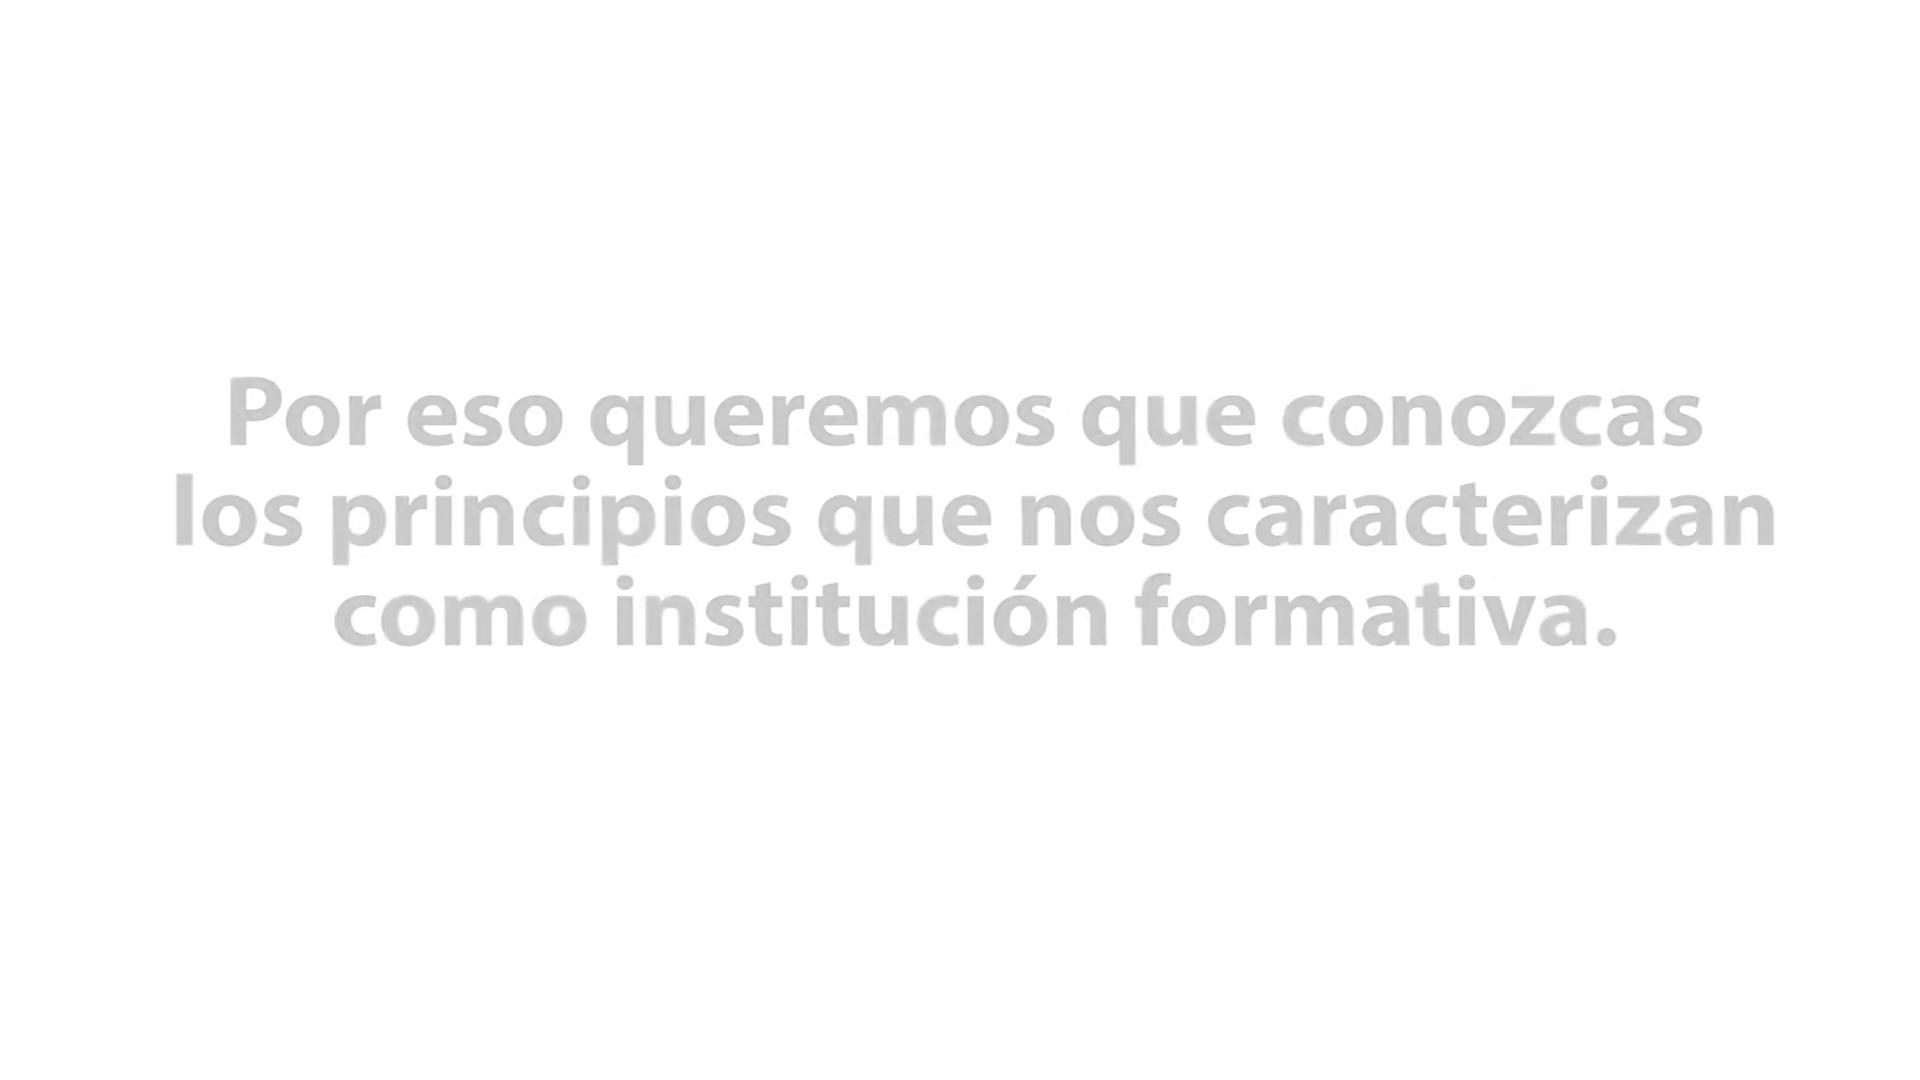 Por eso queremos que conozcas
los principios que nos caracterizan
como institución formativa.